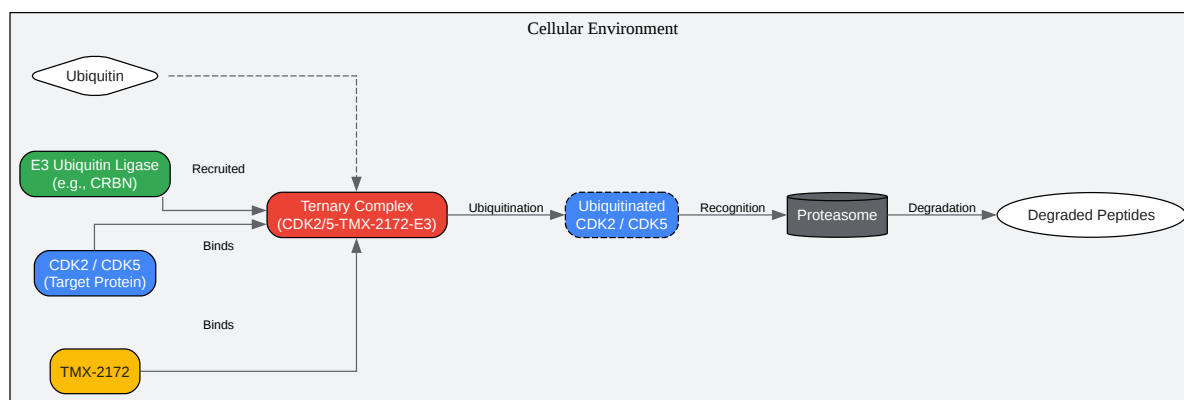 Cellular Environment
Ubiquitin
E3 Ubiquitin Ligase
(e.g., CRBN)
Recruited
Ternary Complex
(CDK2/5-TMX-2172-E3)
Ubiquitination
Ubiquitinated
CDK2 / CDK5
Recognition
Proteasome
Degradation
Degraded Peptides
Binds
CDK2 / CDK5
(Target Protein)
Binds
TMX-2172